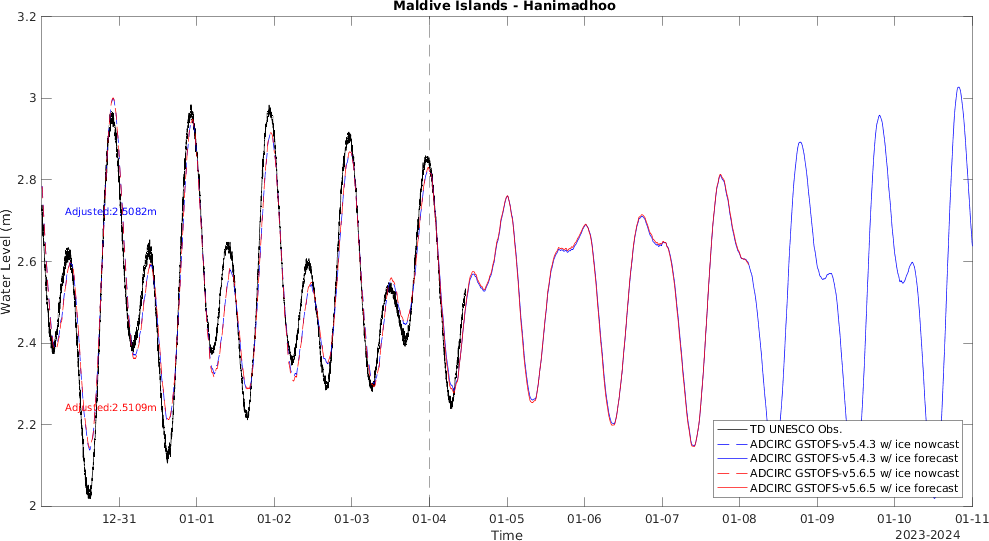 Maldive Islands - Hanimadhoo
3.2
3
2.8
2.6
2.4
2.2
2
Water Level (m)
Adjusted:2.5082m
Adjusted:2.5109m
TD UNESCO Obs.
ADCIRC GSTOFS-v5.4.3 w/ ice nowcast
ADCIRC GSTOFS-v5.4.3 w/ ice forecast
ADCIRC GSTOFS-v5.6.5 w/ ice nowcast
ADCIRC GSTOFS-v5.6.5 w/ ice forecast
12-31 01-01 01-02 01-03 01-04 01-05 01-06 01-07 01-08 01-09 01-10 01-11
Time
2023-2024